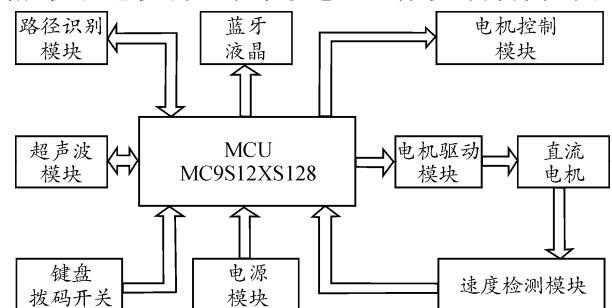 路径识别
模块
蓝牙
液晶
电机控制
模块
超声波
模块
MCU
MC9S12XS128
电机驱动
模块
直流
电机
键盘
拨码开关
电源
模块
速度检测模块